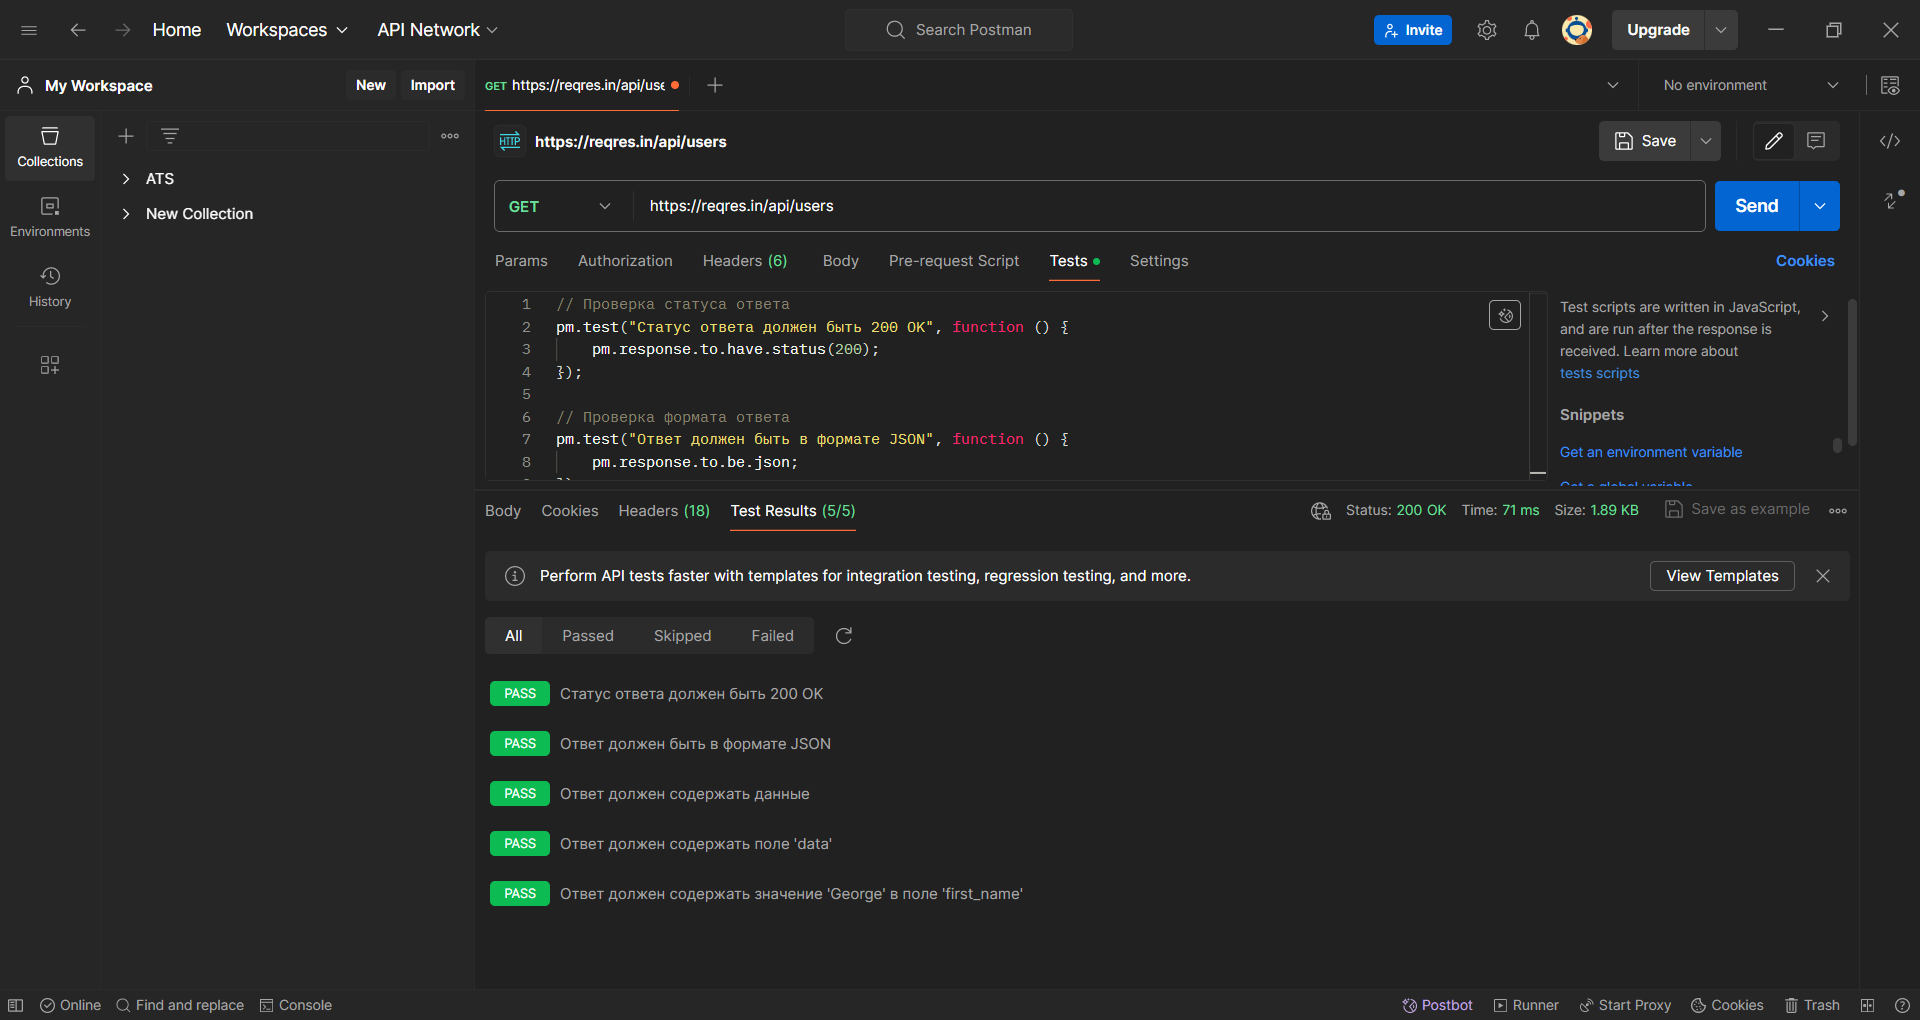 Home Workspaces API Network Search Postman Invite Upgrade
My Workspace New Import GET https://reqres.in/api/use No environment
Collections
Environments
History
ATS
New Collection
HTTP https://reqres.in/api/users Save
GET https://reqres.in/api/users Send
Params Authorization Headers (6) Body Pre-request Script Tests Settings Cookies
1 // Проверка статуса ответа
2 pm.test("Статус ответа должен быть 200 OK", function () {
3 pm.response.to.have.status(200);
4 });
5
6 // Проверка формата ответа
7 pm.test("Ответ должен быть в формате JSON", function () {
8 pm.response.to.be.json;
Test scripts are written in JavaScript,
and are run after the response is
received. Learn more about
tests scripts
Snippets
Get an environment variable
Get a global variable
Body Cookies Headers (18) Test Results (5/5) Status: 200 OK Time: 71 ms Size: 1.89 KB Save as example
Perform API tests faster with templates for integration testing, regression testing, and more. View Templates
All Passed Skipped Failed
PASS Статус ответа должен быть 200 OK
PASS Ответ должен быть в формате JSON
PASS Ответ должен содержать данные
PASS Ответ должен содержать поле 'data'
PASS Ответ должен содержать значение 'George' в поле 'first_name'
Online Find and replace Console Postbot Runner Start Proxy Cookies Trash